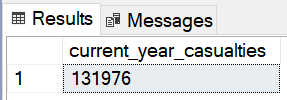 Results Messages
current_year_casualties
1 131976